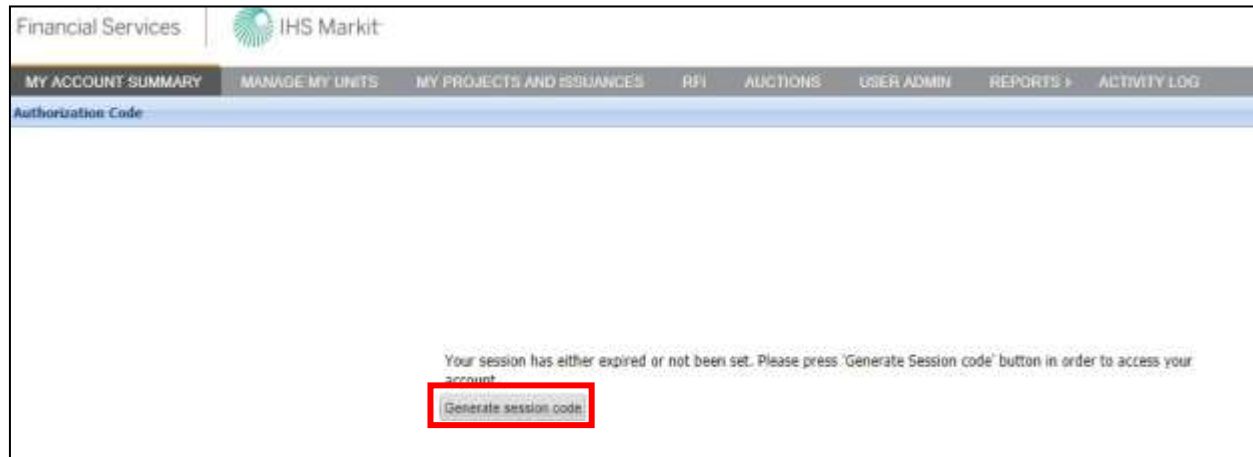 Financial Services IHS Markit
MY ACCOUNT SUMMARY MANAGE MY UNITS MY PROJECTS AND ISSUANCES RFI AUCTIONS USER ADMIN REPORTS ACTIVITY LOG
Authorization Code
Your session has either expired or not been set. Please press 'Generate Session code' button in order to access your
account.
Generate session code